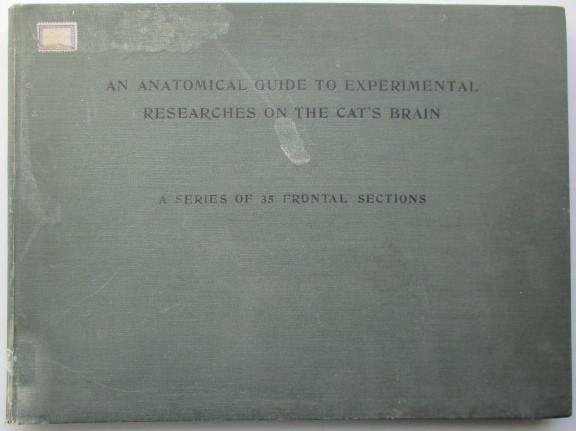 AN ANATOMICAL GUIDE TO EXPERIMENTAL
RESEARCHES ON THE CAT'S BRAIN
A SERIES OF 35 FRONTAL SECTIONS